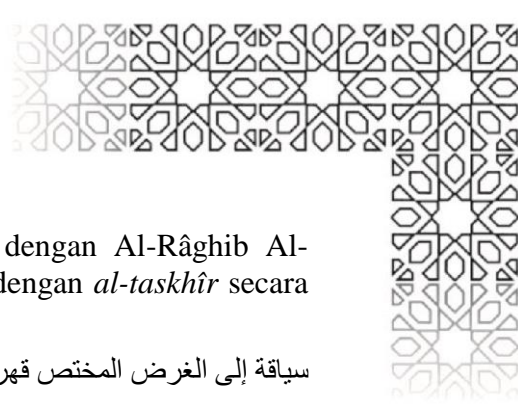 dengan Al-Râghib Al-
dengan al-taskhîr secara
سياقة إلى الغرض المختص قهر